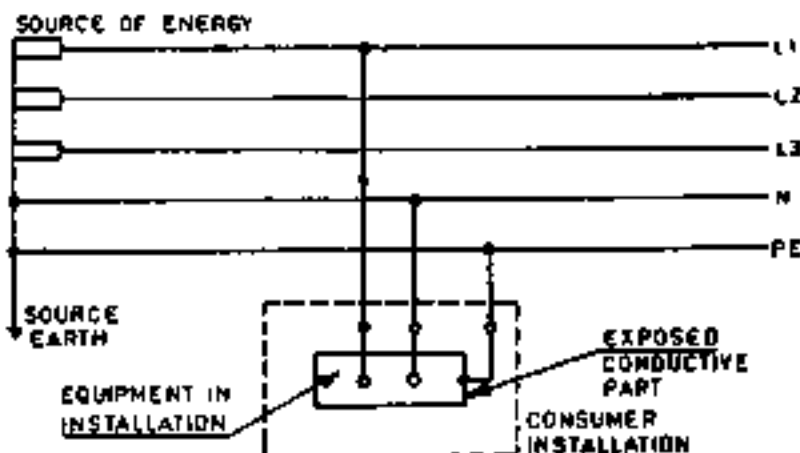 SOURCE OF ENERGY
L1
L2
L3
N
PE
SOURCE
EARTH
EXPOSED
CONDUCTIVE
PART
EQUIPMENT IN
INSTALLATION
CONSUMER
INSTALLATION